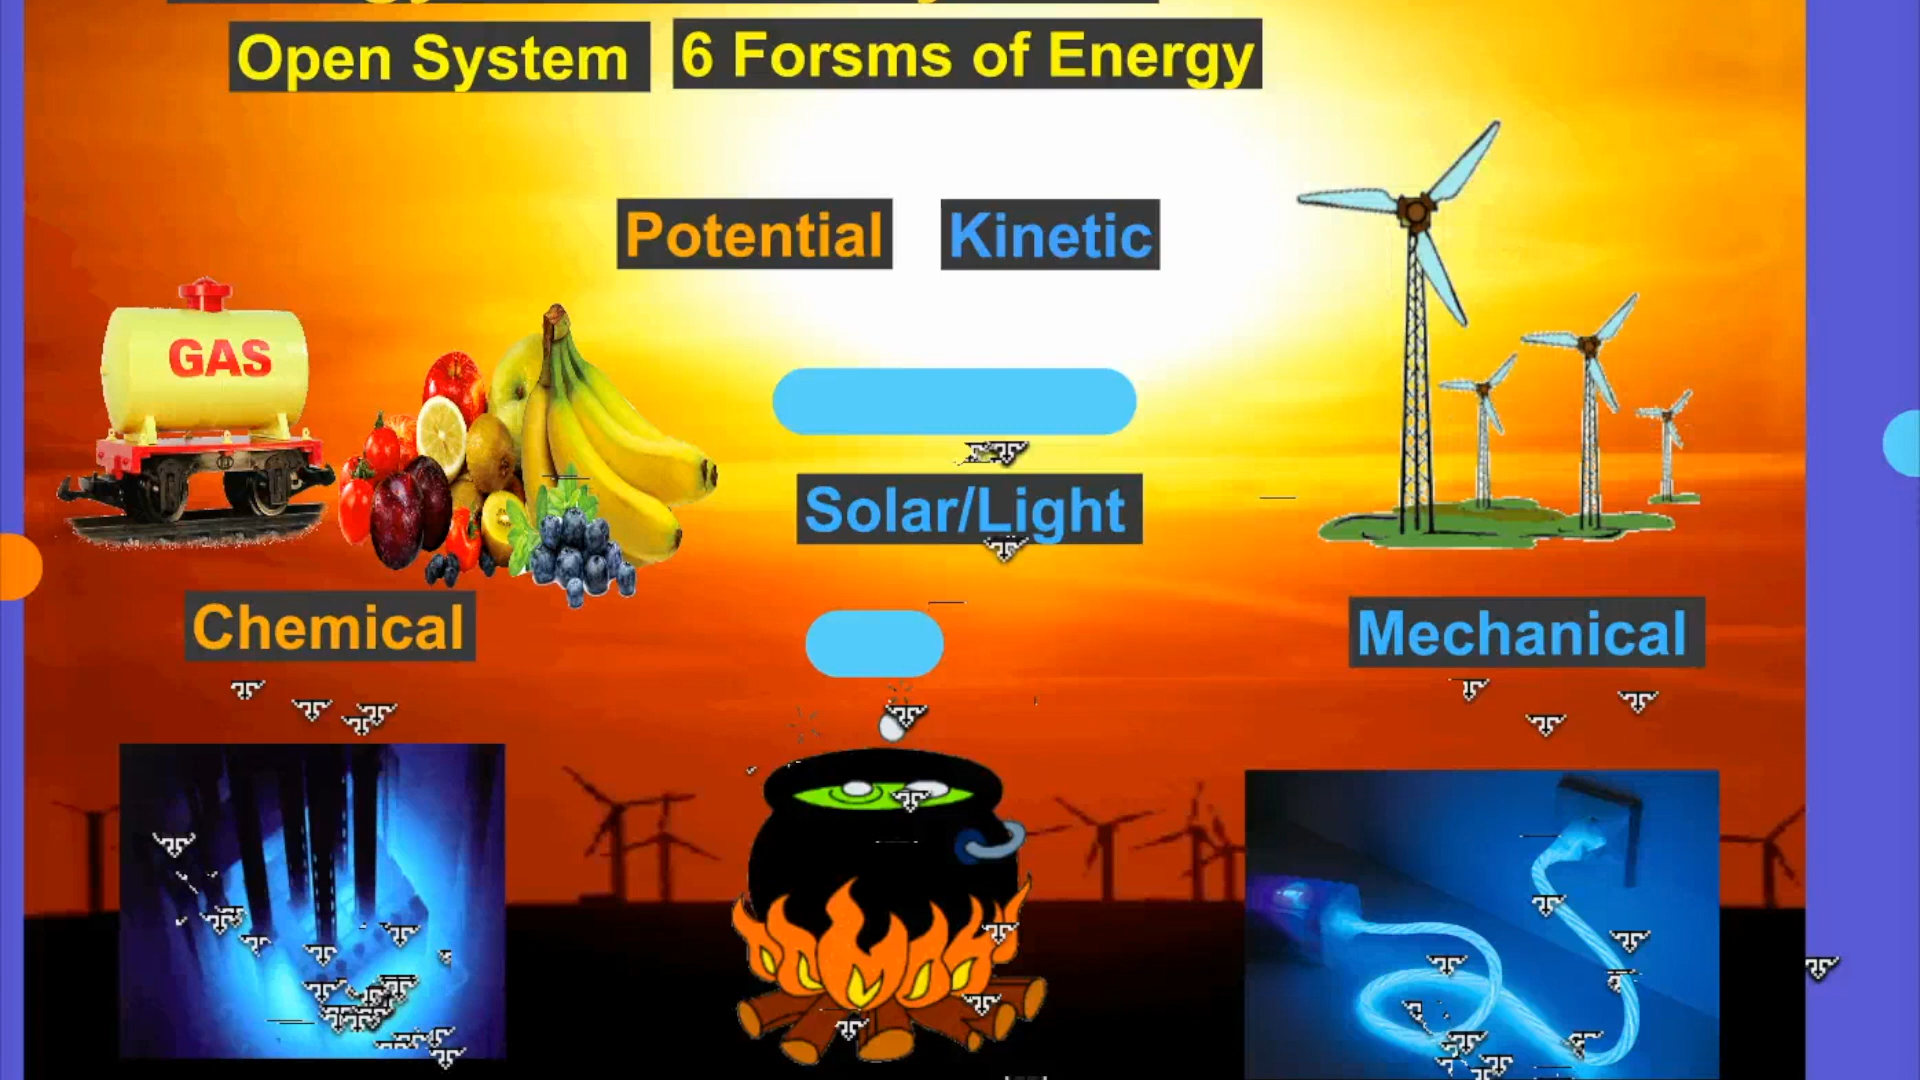 Open System 6 Forsms of Energy
Potential Kinetic
GAS
Solar/Light
Chemical
Mechanical